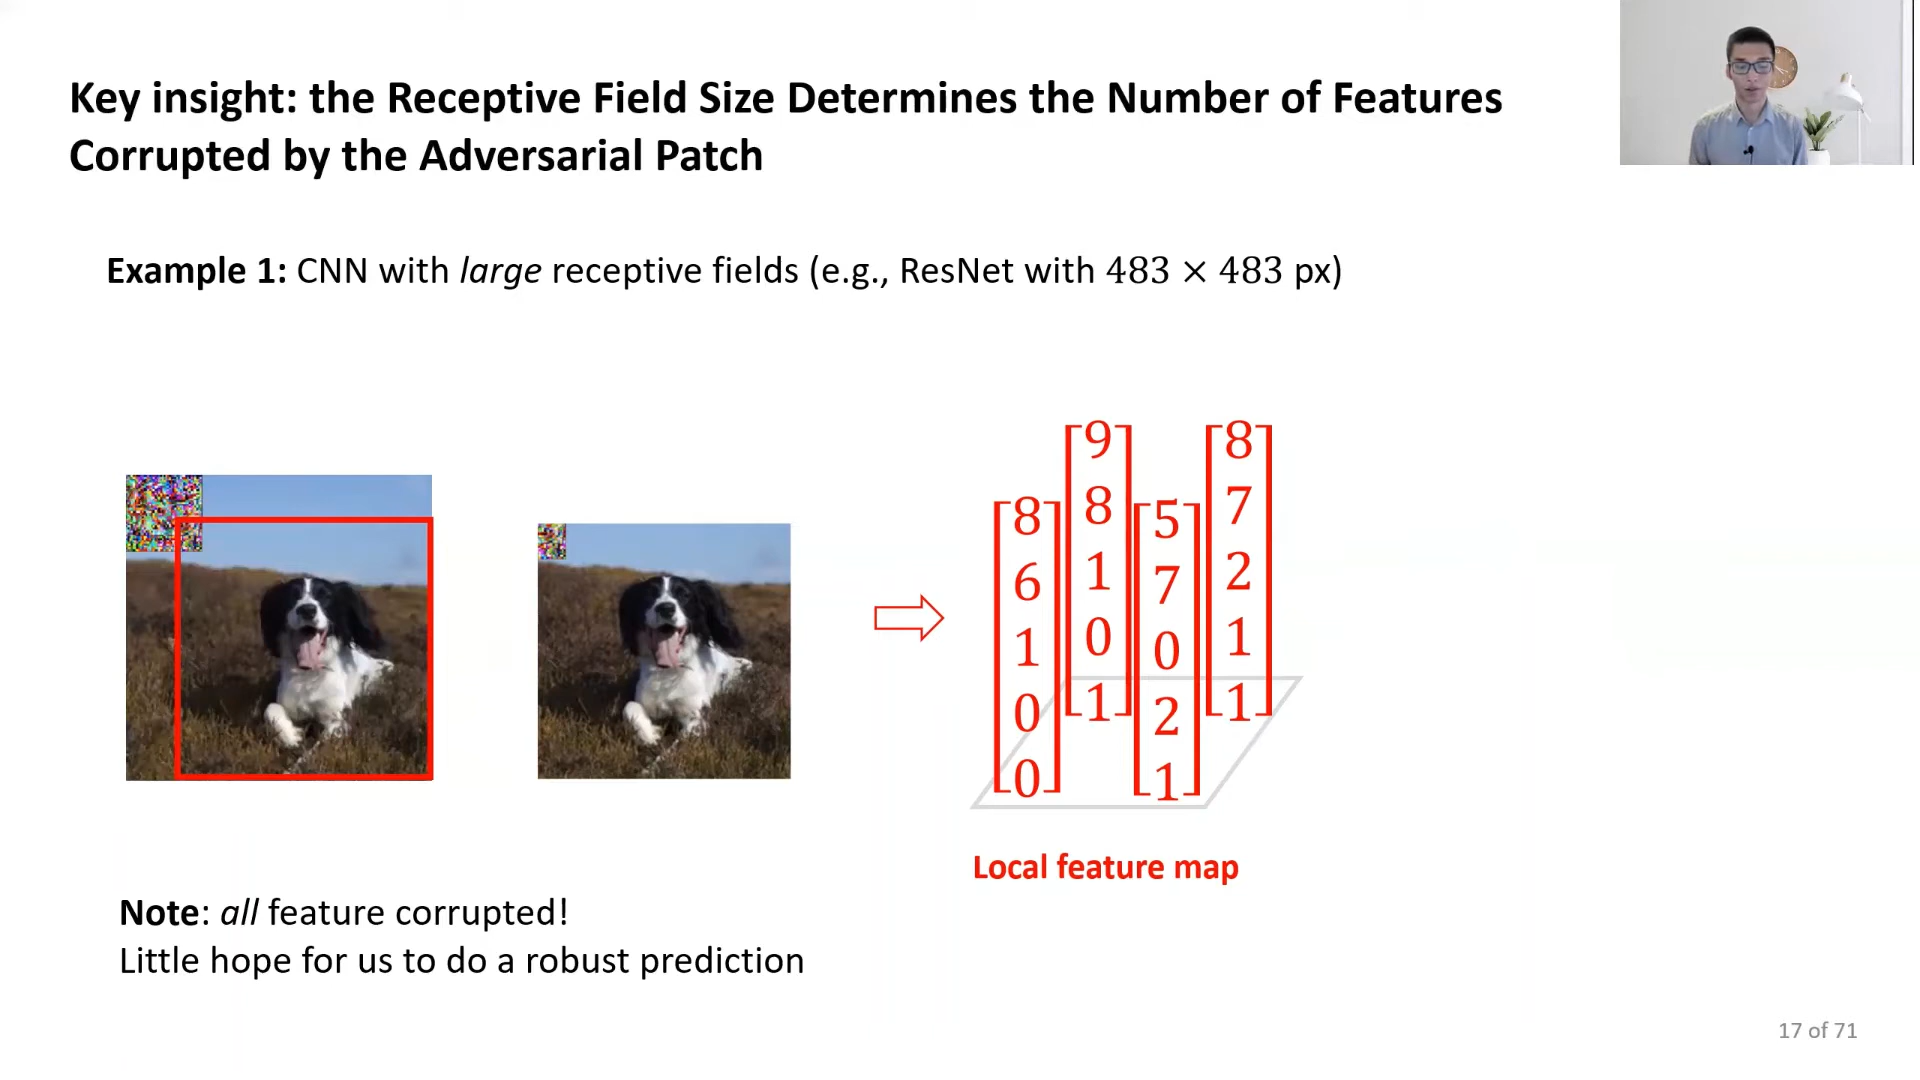 Key insight: the Receptive Field Size Determines the Number of Features
Corrupted by the Adversarial Patch
Example 1: CNN with large receptive fields (e.g., ResNet with 483 × 483 px)
8
6
1
0
0
9
8
1
0
1
5
7
0
2
1
8
7
2
1
1
Local feature map
Note: all feature corrupted!
Little hope for us to do a robust prediction
17 of 71